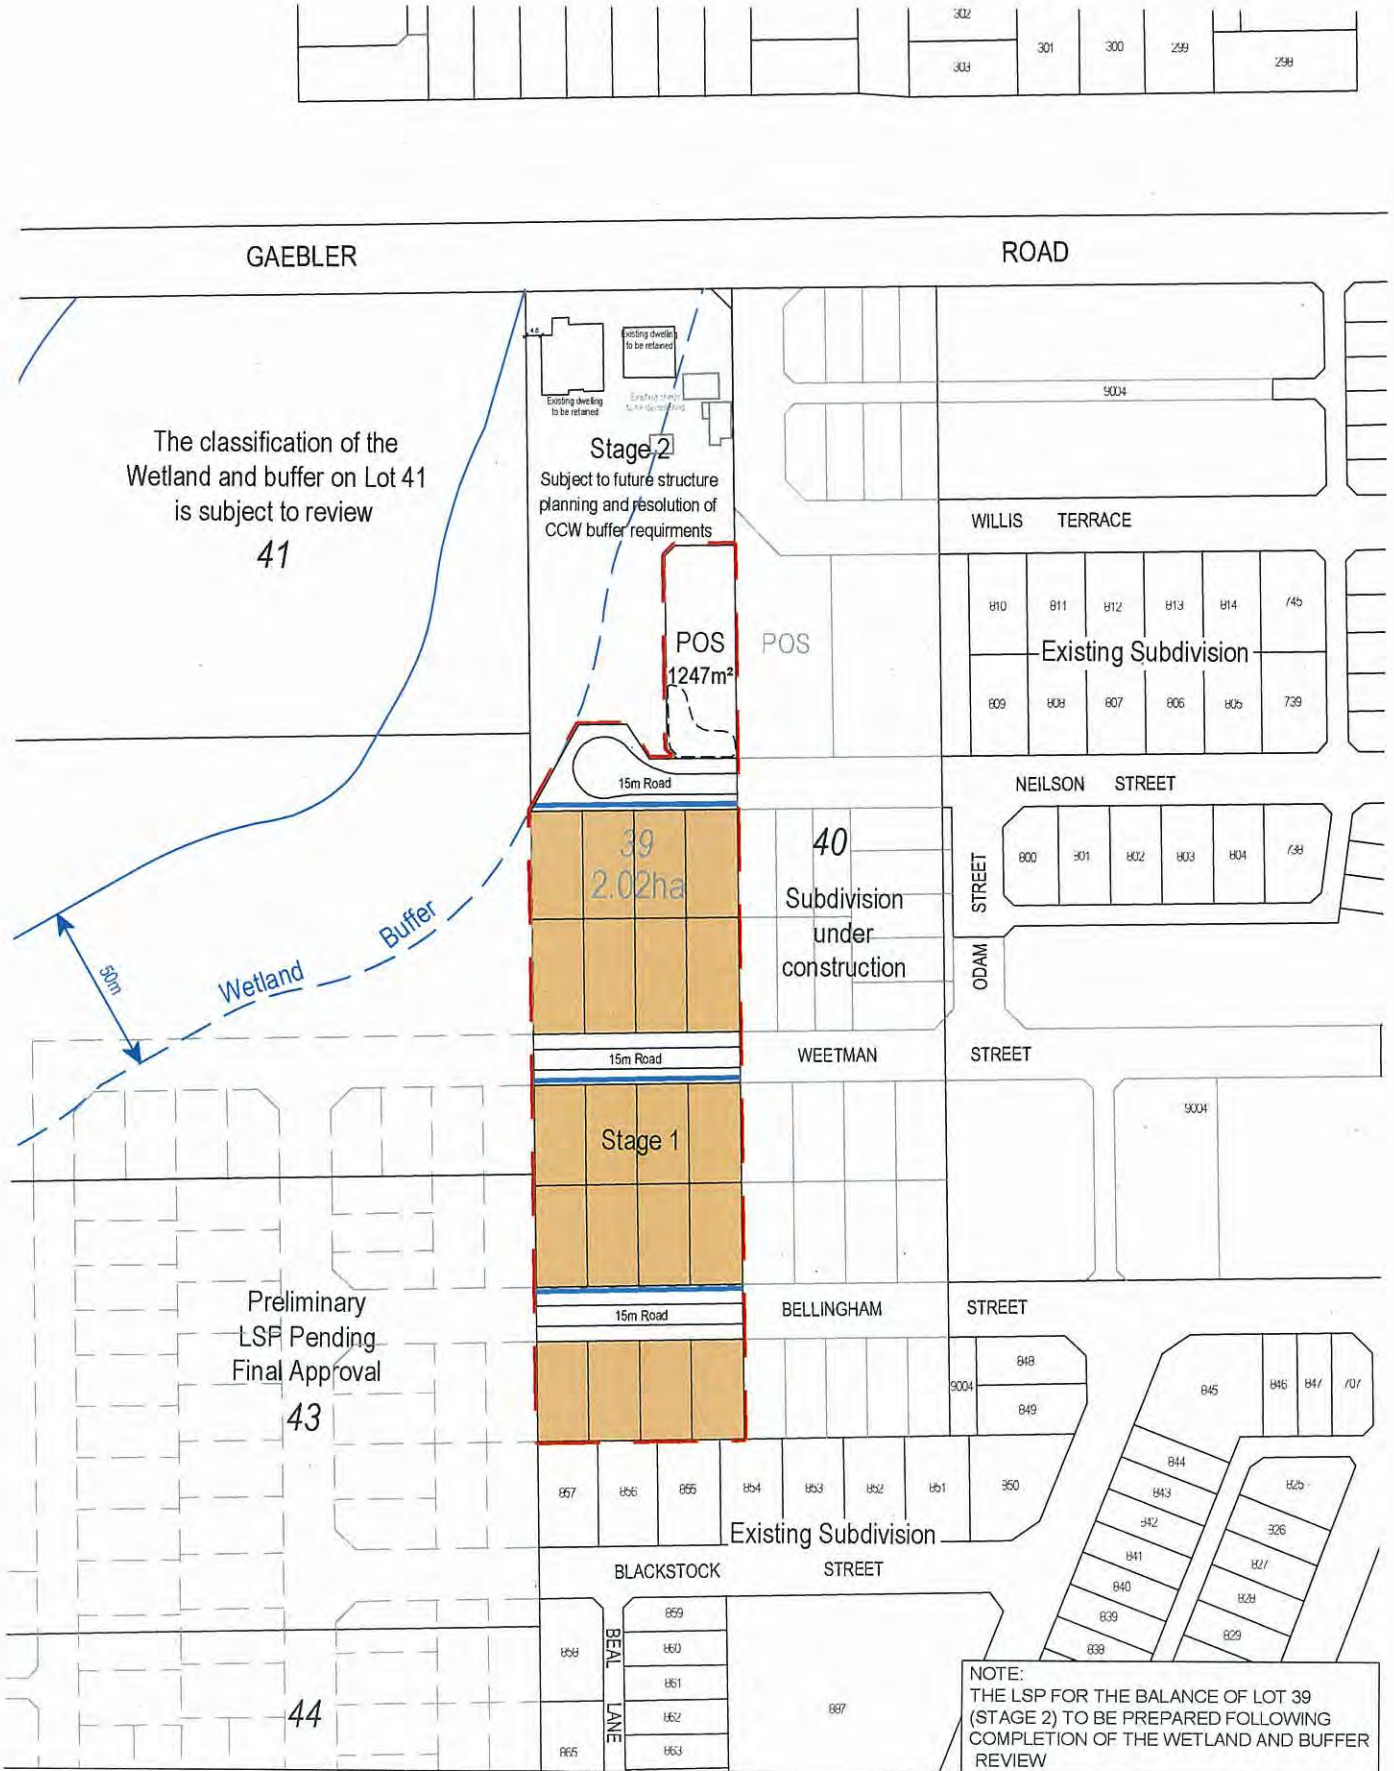 302
303
301
300
299
298
GAEBLER
ROAD
4.8
Existing dwelling
to be retained
Existing dwelling
to be retained
9004
The classification of the
Wetland and buffer on Lot 41
is subject to review
41
Stage 2
Subject to future structure
planning and resolution of
CCW buffer requirments
WILLIS TERRACE
810
811
812
813
814
745
Existing Subdivision
809
808
807
806
805
739
POS
1247m²
POS
15m Road
NEILSON STREET
39
2.02ha
40
Subdivision
under
construction
STREET
ODAM
800
801
802
803
804
738
Wetland Buffer
50m
15m Road
WEETMAN
STREET
9004
Stage 1
Preliminary
LSP Pending
Final Approval
43
15m Road
BELLINGHAM
STREET
9004
848
849
845
846
847
707
857
856
855
854
853
852
851
850
844
843
842
841
840
839
838
825
826
827
828
829
Existing Subdivision
BLACKSTOCK
STREET
858
865
BEAL LANE
859
860
861
862
863
887
44
NOTE:
THE LSP FOR THE BALANCE OF LOT 39
(STAGE 2) TO BE PREPARED FOLLOWING
COMPLETION OF THE WETLAND AND BUFFER
REVIEW